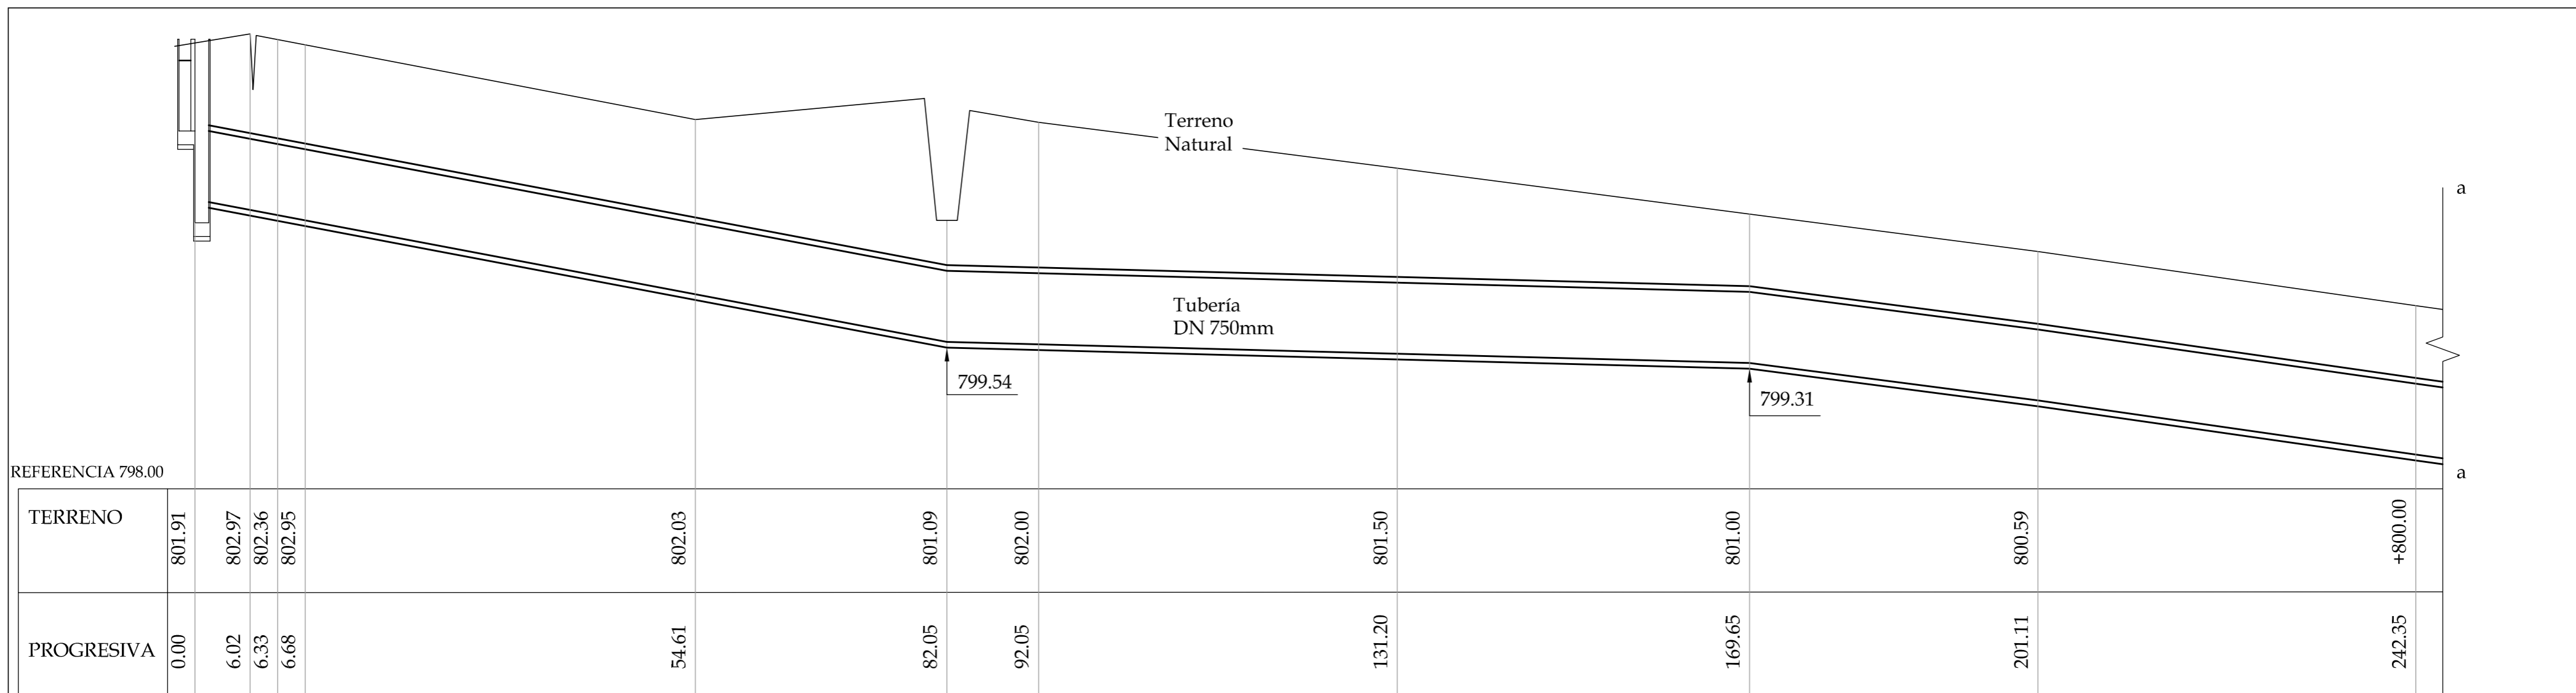 Terreno
Natural
a
Tubería
DN 750mm
799.54
799.31
REFERENCIA 798.00
a
TERRENO 801.91 802.97 802.36 802.95 802.03 801.09 802.00 801.50 801.00 800.59 +800.00
PROGRESIVA 0.00 6.02 6.33 6.68 54.61 82.05 92.05 131.20 169.65 201.11 242.35